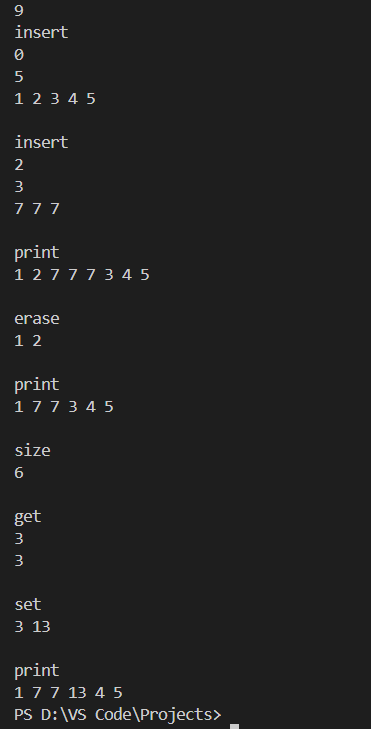 9
insert
0
5
1 2 3 4 5
insert
2
3
7 7 7
print
1 2 7 7 7 3 4 5
erase
1 2
print
1 7 7 3 4 5
size
6
get
3
3
set
3 13
print
1 7 7 13 4 5
PS D:\VS Code\Projects>